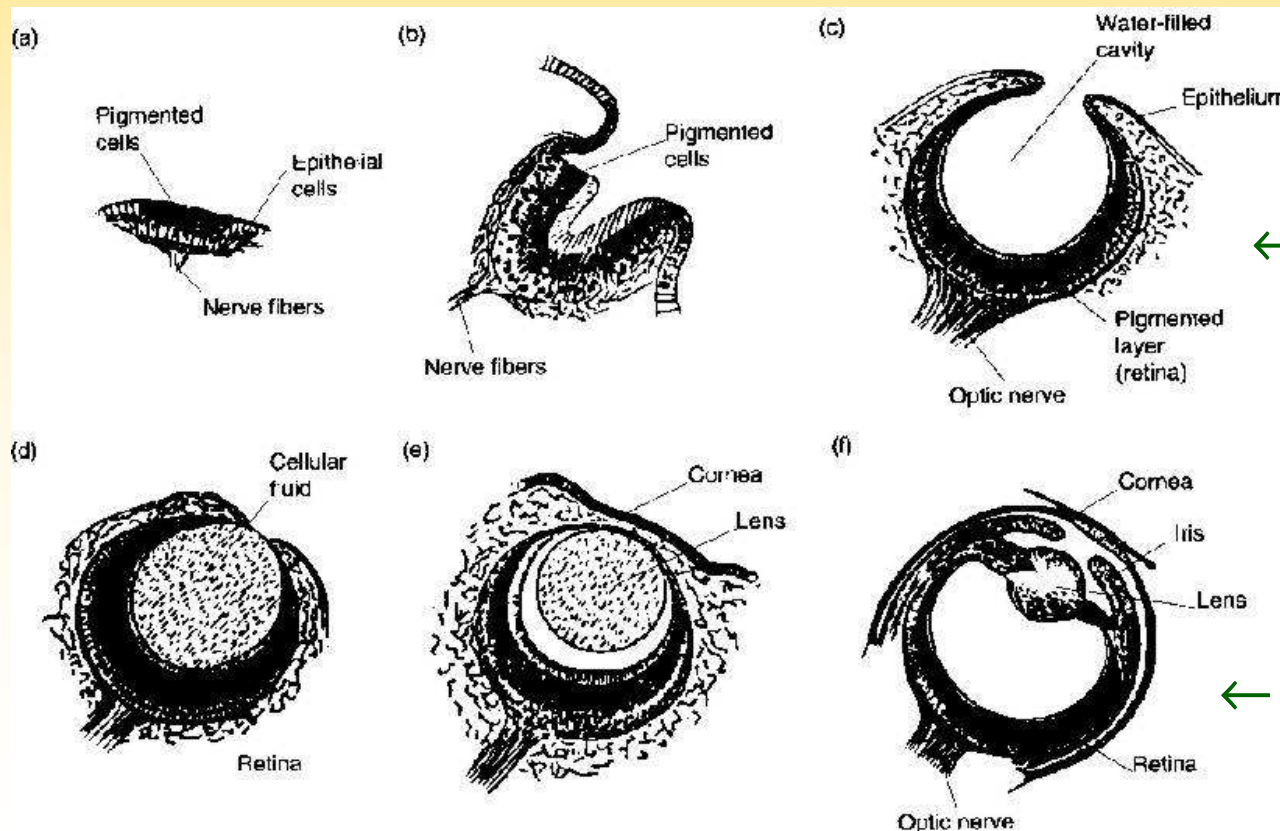 (a)
Pigmented
cells
Epithelial
cells
Nerve fibers
(b)
Pigmented
cells
Nerve fibers
(c)
Water-filled
cavity
Epithelium
Pigmented
layer
(retina)
Optic nerve
(d)
Cellular
fluid
Retina
(e)
Cornea
Lens
(f)
Cornea
Iris
Lens
Retina
Optic nerve